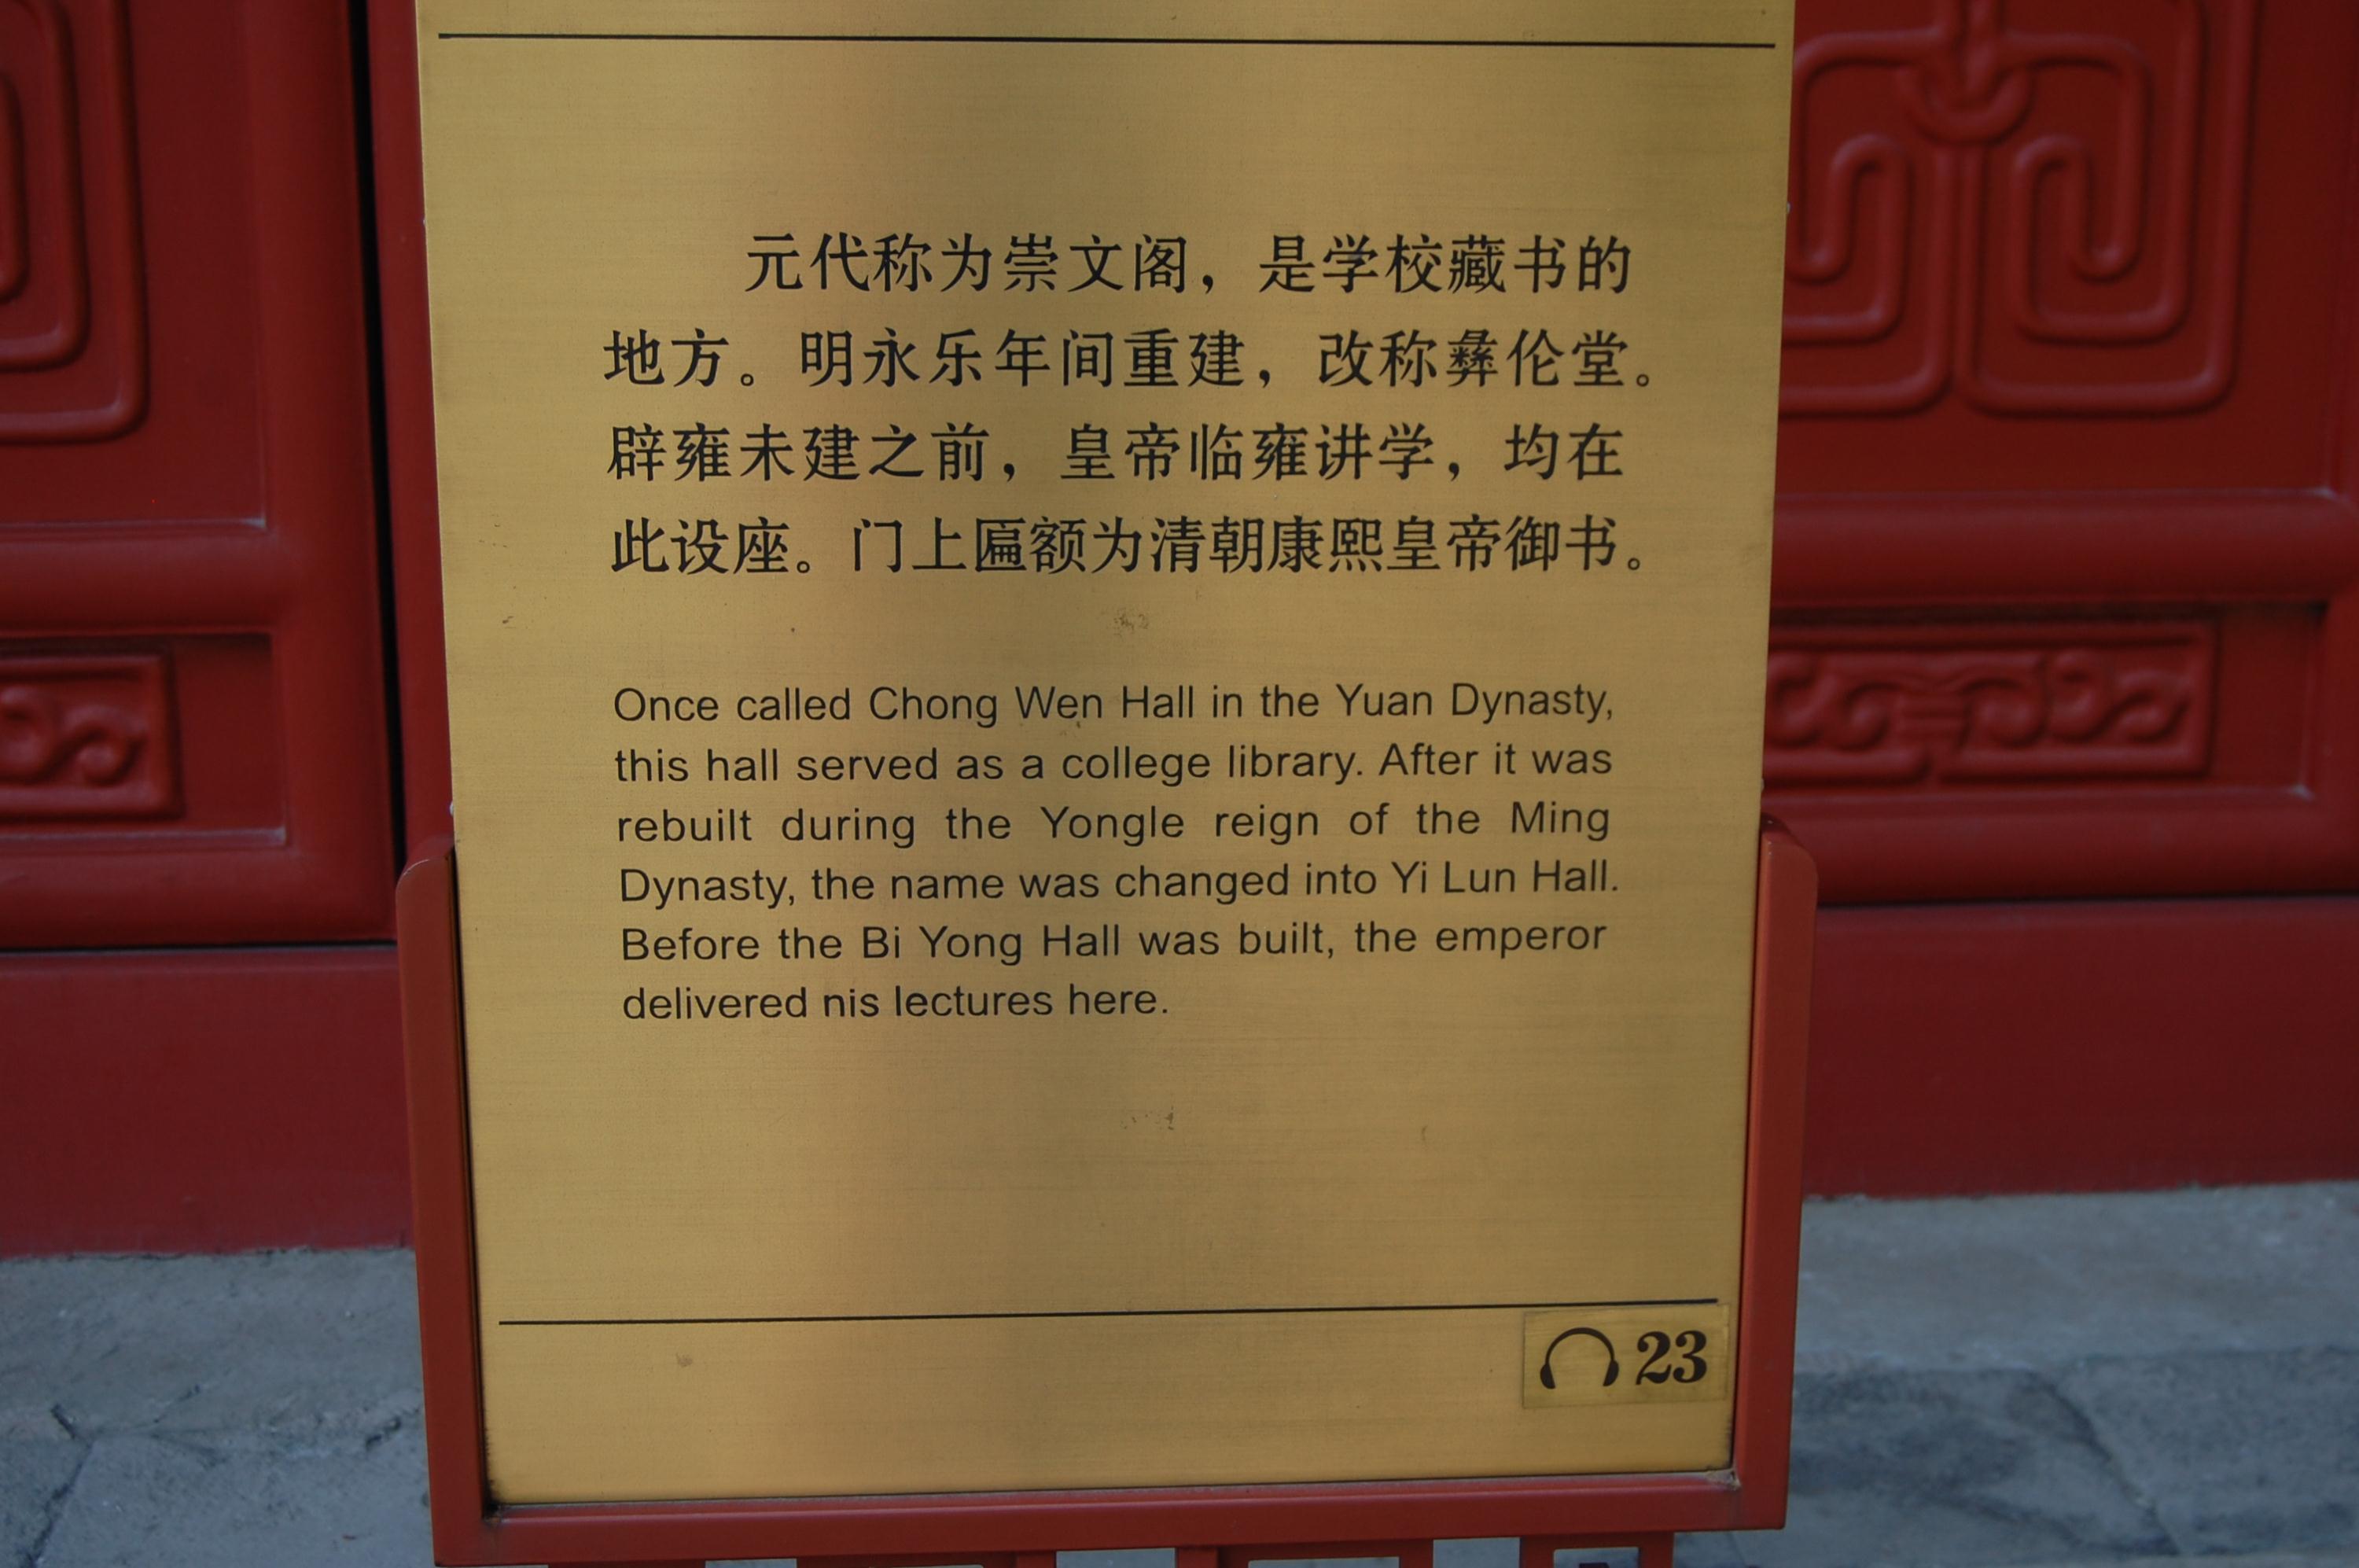 元代称为崇文阁，是学校藏书的
地方。明永乐年间重建，改称彝伦堂。
辟雍未建之前，皇帝临雍讲学，均在
此设座。门上匾额为清朝康熙皇帝御书。
Once called Chong Wen Hall in the Yuan Dynasty,
this hall served as a college library. After it was
rebuilt during the Yongle reign of the Ming
Dynasty, the name was changed into Yi Lun Hall.
Before the Bi Yong Hall was built, the emperor
delivered nis lectures here.
23